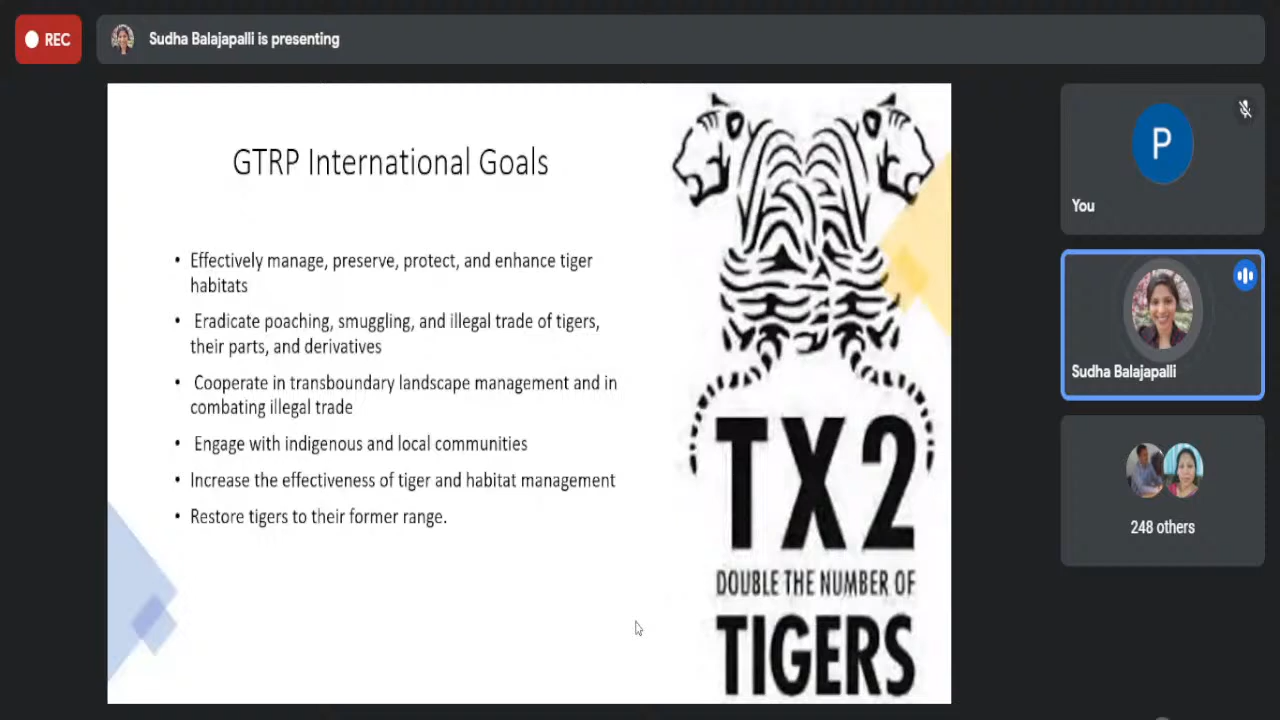 REC
Sudha Balajapalli is presenting
GTRP International Goals
• Effectively manage, preserve, protect, and enhance tiger
habitats
• Eradicate poaching, smuggling, and illegal trade of tigers,
their parts, and derivatives
• Cooperate in transboundary landscape management and in
combating illegal trade
• Engage with indigenous and local communities
• Increase the effectiveness of tiger and habitat management
• Restore tigers to their former range.
TX2
DOUBLE THE NUMBER OF
TIGERS
P
You
Sudha Balajapalli
248 others